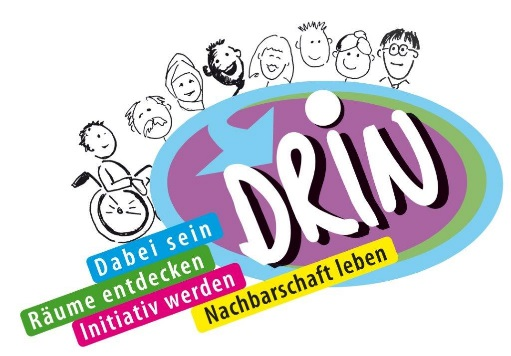 DRIN
Dabei sein
Räume entdecken
Initiativ werden
Nachbarschaft leben